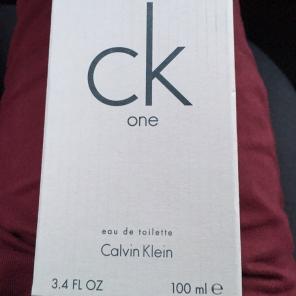 ck
one
eau de toilette
Calvin Klein
3.4 FL OZ 100 ml ℮